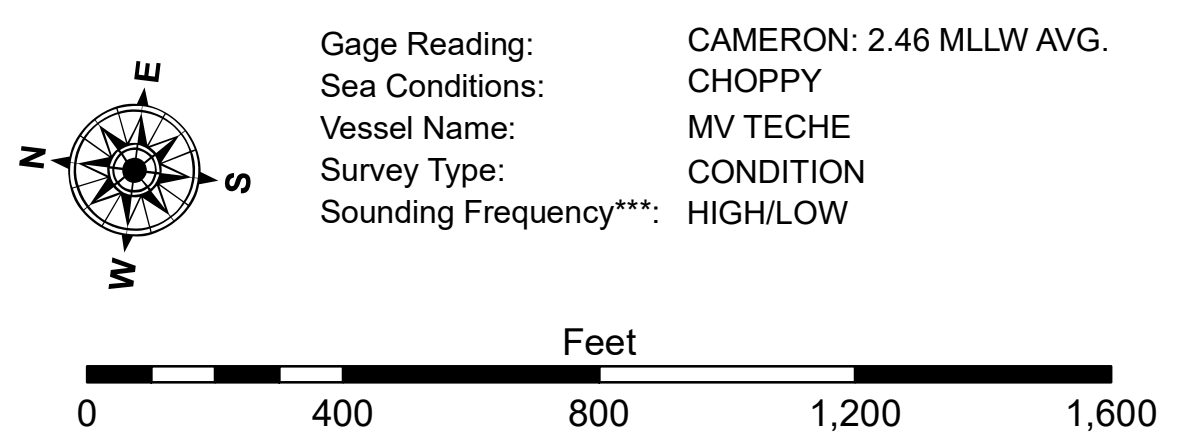 E
N
S
W
Gage Reading: CAMERON: 2.46 MLLW AVG.
Sea Conditions: CHOPPY
Vessel Name: MV TECHE
Survey Type: CONDITION
Sounding Frequency***: HIGH/LOW
Feet
0 400 800 1,200 1,600